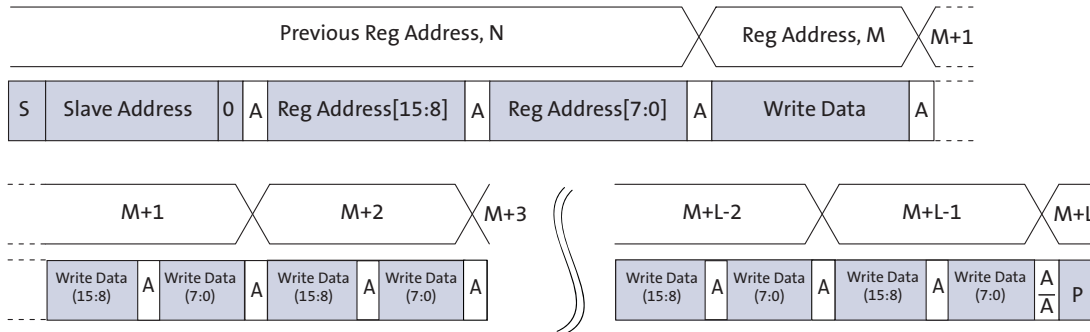 Previous Reg Address, N Reg Address, M M+1
S Slave Address 0 A Reg Address[15:8] A Reg Address[7:0] A Write Data A
M+1 M+2 M+3 M+L-2 M+L-1 M+L
Write Data (15:8) A Write Data (7:0) A Write Data (15:8) A Write Data (7:0) A Write Data (15:8) A Write Data (7:0) A Write Data (15:8) A Write Data (7:0) A A̅ P